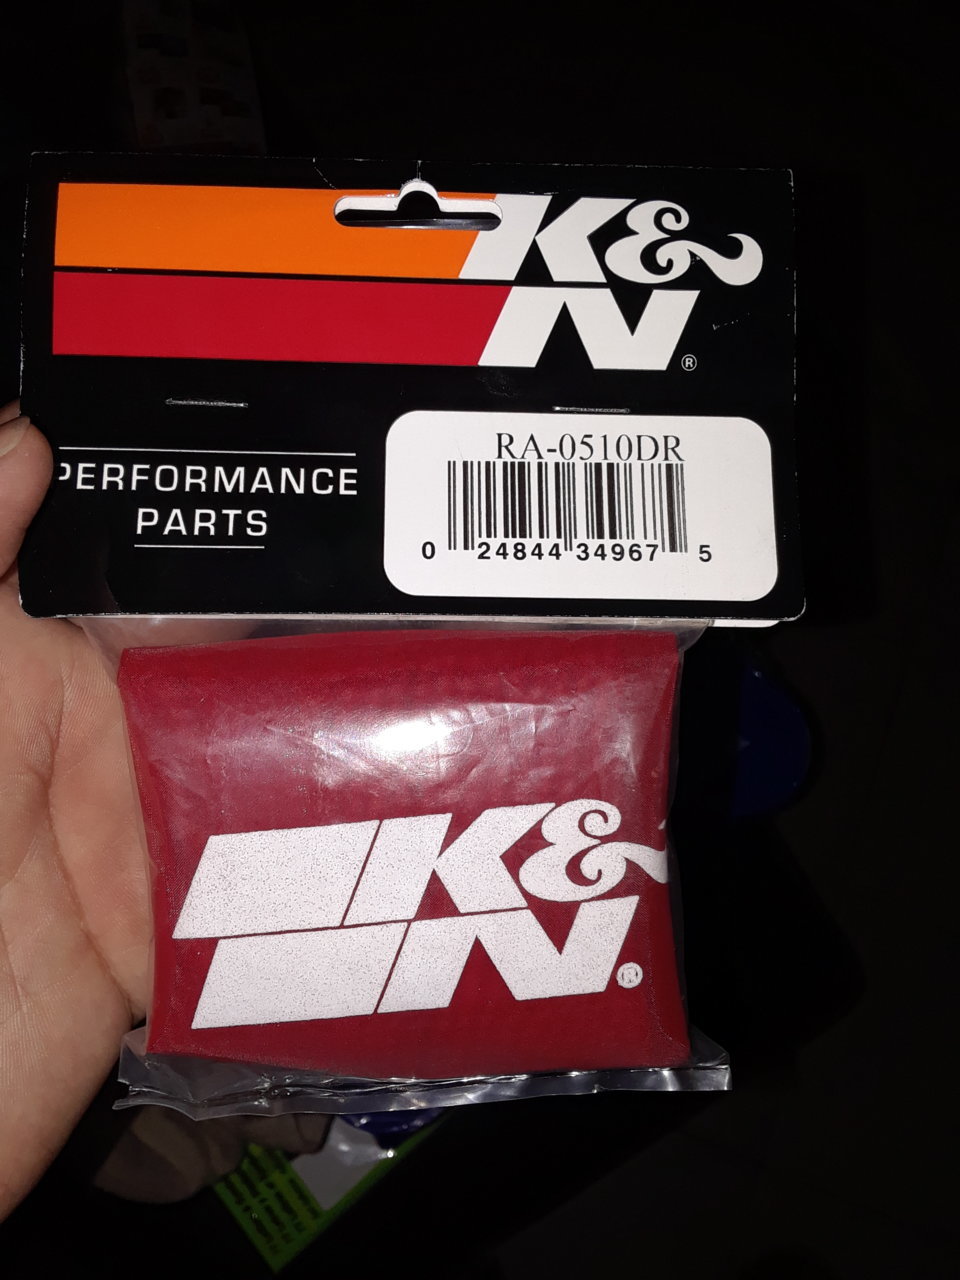 K&
N®
PERFORMANCE
PARTS
RA-0510DR
0 24844 34967 5
K&
N®